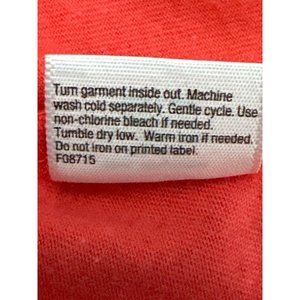 Turn garment inside out. Machine
wash cold separately. Gentle cycle. Use
non-chlorine bleach if needed.
Tumble dry low. Warm iron if needed.
Do not iron on printed label.
F08715